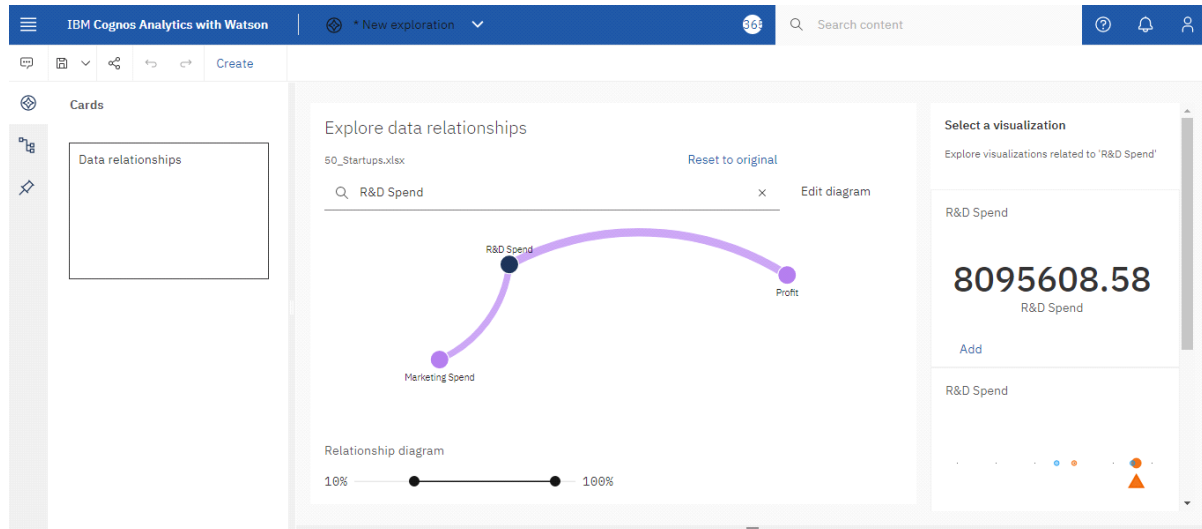 IBM Cognos Analytics with Watson
* New exploration
365
Search content
Create
Cards
Data relationships
Explore data relationships
50_Startups.xlsx
Reset to original
R&D Spend
Edit diagram
R&D Spend
Profit
Marketing Spend
Relationship diagram
10%
100%
Select a visualization
Explore visualizations related to 'R&D Spend'
R&D Spend
8095608.58
R&D Spend
Add
R&D Spend